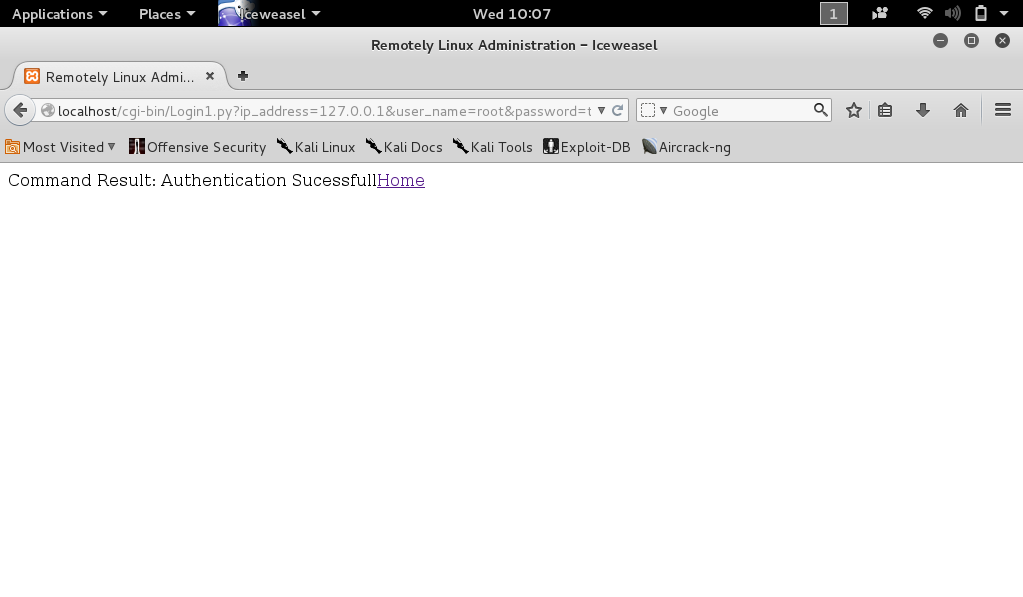 Applications Places Iceweasel Wed 10:07 1
Remotely Linux Administration - Iceweasel
Remotely Linux Admi...
localhost/cgi-bin/Login1.py?ip_address=127.0.0.1&user_name=root&password=t Google
Most Visited Offensive Security Kali Linux Kali Docs Kali Tools Exploit-DB Aircrack-ng
Command Result: Authentication SucessfullHome